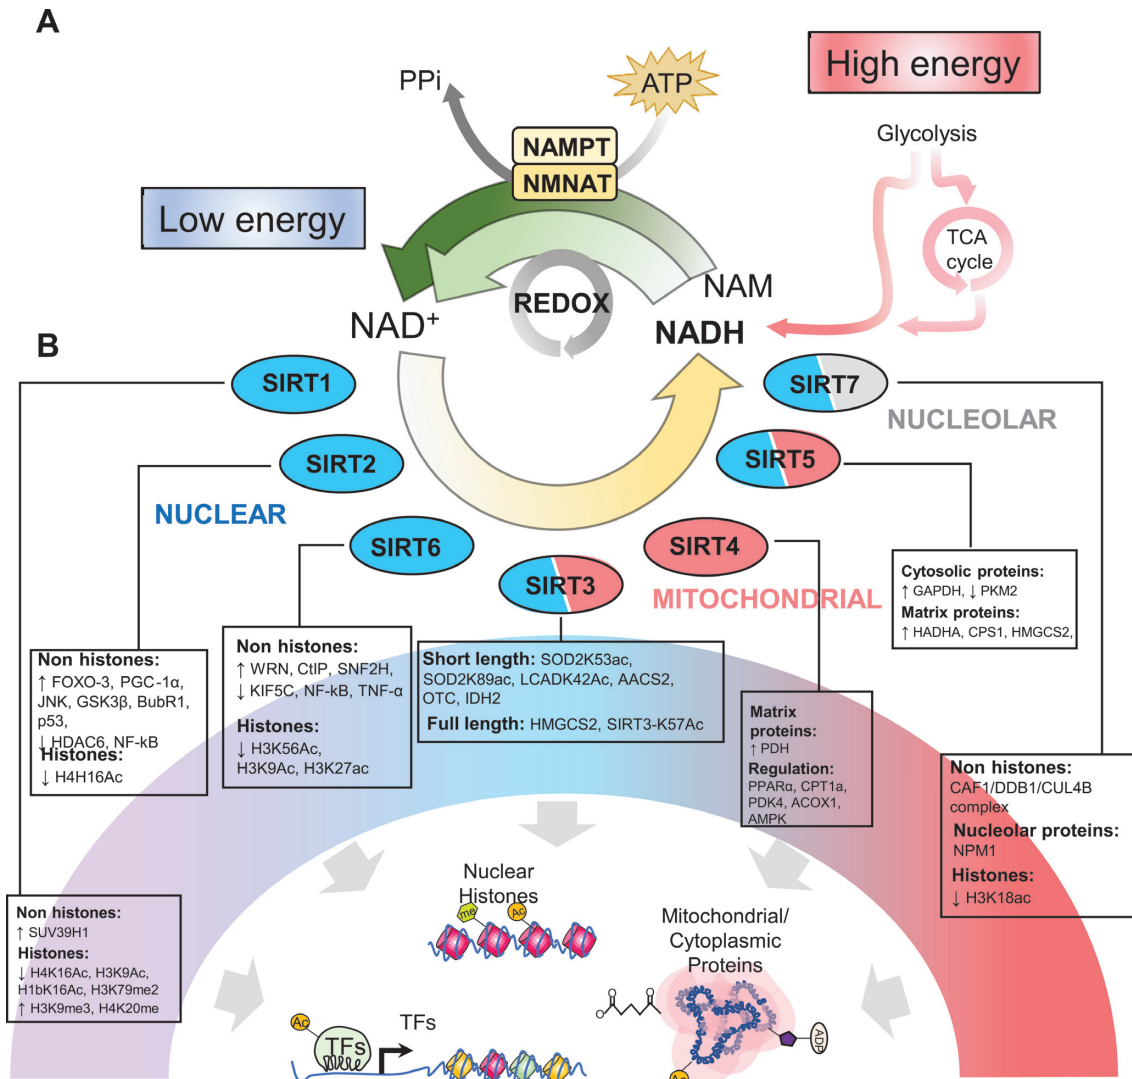 A
High energy
PPi
ATP
Glycolysis
NAMPT
NMNAT
Low energy
TCA
cycle
NAM
REDOX
NAD+
NADH
B
SIRT1
SIRT7
NUCLEOLAR
SIRT2
SIRT5
NUCLEAR
SIRT6
SIRT4
SIRT3
MITOCHONDRIAL
Cytosolic proteins:
↑ GAPDH, ↓ PKM2
Matrix proteins:
↑ HADHA, CPS1, HMGCS2,
Non histones:
↑ FOXO-3, PGC-1α,
JNK, GSK3β, BubR1,
p53,
↓ HDAC6, NF-kB
Histones:
↓ H4H16Ac
Non histones:
↑ WRN, CtIP, SNF2H,
↓ KIF5C, NF-kB, TNF-α
Histones:
↓ H3K56Ac,
H3K9Ac, H3K27ac
Short length: SOD2K53ac,
SOD2K89ac, LCADK42Ac, AACS2,
OTC, IDH2
Full length: HMGCS2, SIRT3-K57Ac
Matrix
proteins:
↑ PDH
Regulation:
PPARα, CPT1a,
PDK4, ACOX1,
AMPK
Non histones:
CAF1/DDB1/CUL4B
complex
Nucleolar proteins:
NPM1
Histones:
↓ H3K18ac
Non histones:
↑ SUV39H1
Histones:
↓ H4K16Ac, H3K9Ac,
H1bK16Ac, H3K79me2
↑ H3K9me3, H4K20me
Nuclear
Histones
me
Ac
Mitochondrial/
Cytoplasmic
Proteins
O
O
ADP
Ac
Ac
TFs
TFs